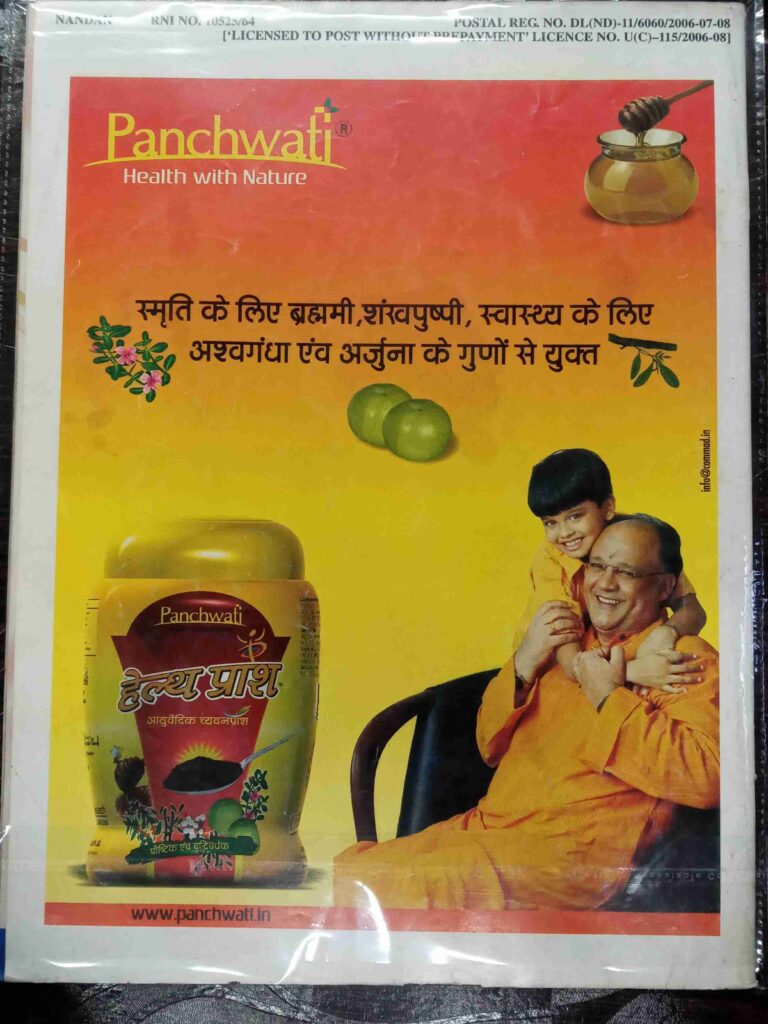 NANDAN RNI NO. 10525/64 POSTAL REG. NO. DL(ND)-11/6060/2006-07-08
['LICENSED TO POST WITHOUT PREPAYMENT' LICENCE NO. U(C)–115/2006-08]
Panchwati ®
Health with Nature
स्मृति के लिए ब्रह्ममी,शंखपुष्पी, स्वास्थ्य के लिए
अश्वगंधा एंव अर्जुना के गुणों से युक्त
info@commod.in
Panchwati
हेल्थ प्राश
आयुर्वेदिक च्यवनप्राश
पौष्टिक एंव बुद्धिवर्धक
www.panchwati.in